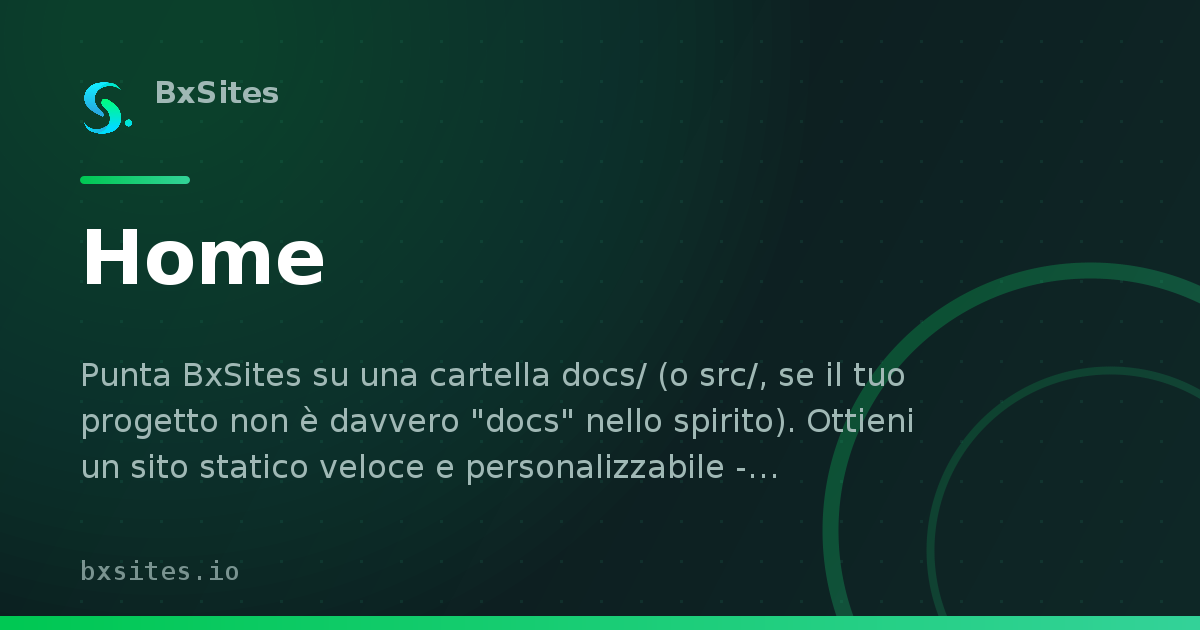 BxSites
Home
Punta BxSites su una cartella docs/ (o src/, se il tuo
progetto non è davvero "docs" nello spirito). Ottieni
un sito statico veloce e personalizzabile -...
bxsites.io